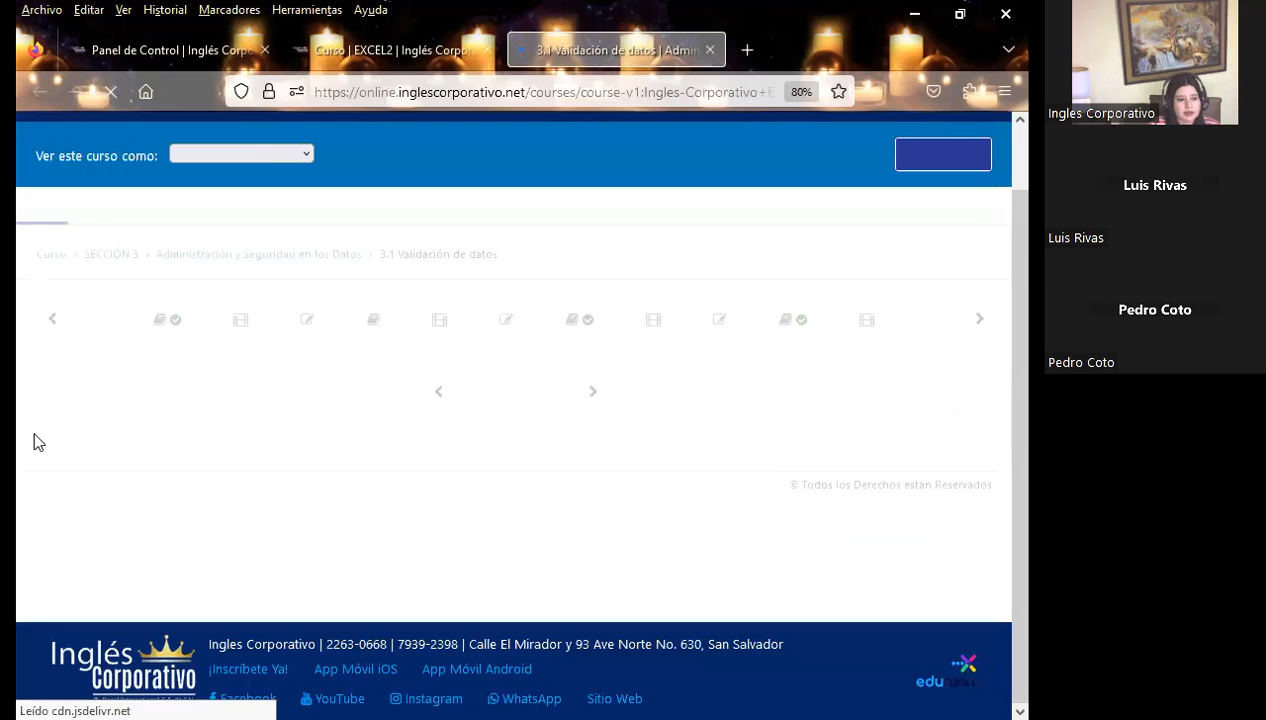 Archivo Editar Ver Historial Marcadores Herramientas Ayuda
Panel de Control | Inglés Corpo
Curso | EXCEL2 | Inglés Corpor
3.1 Validación de datos | Admin
https://online.inglescorporativo.net/courses/course-v1:Ingles-Corporativo+E
80%
Ver este curso como:
Curso > SECCIÓN 3 > Administración y Seguridad en los Datos > 3.1 Validación de datos
© Todos los Derechos están Reservados
Inglés Corporativo
Ingles Corporativo | 2263-0668 | 7939-2398 | Calle El Mirador y 93 Ave Norte No. 630, San Salvador
¡Inscríbete Ya! App Móvil iOS App Móvil Android
Facebook YouTube Instagram WhatsApp Sitio Web
Leído cdn.jsdelivr.net
Ingles Corporativo
Luis Rivas
Luis Rivas
Pedro Coto
Pedro Coto